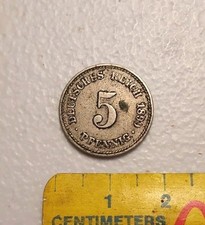 DEUTSCHES REICH
5
PFENNIG
1 2
CENTIMETERS